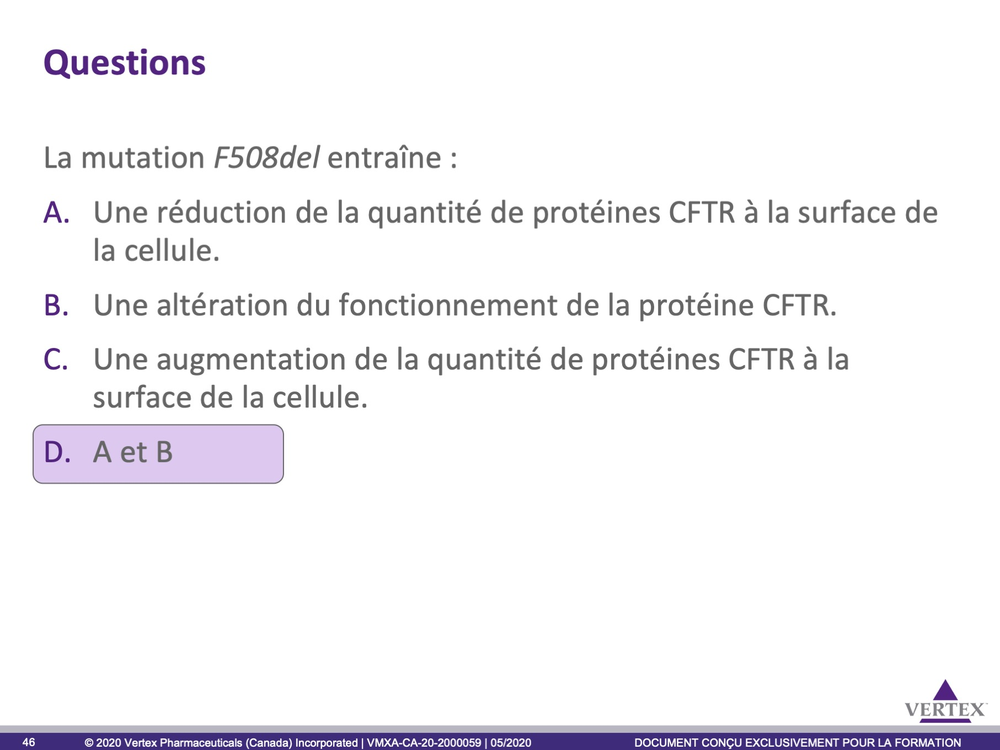 Questions
La mutation F508del entraîne :
A. Une réduction de la quantité de protéines CFTR à la surface de
la cellule.
B. Une altération du fonctionnement de la protéine CFTR.
C. Une augmentation de la quantité de protéines CFTR à la
surface de la cellule.
D. A et B
VERTEX
46 © 2020 Vertex Pharmaceuticals (Canada) Incorporated | VMXA-CA-20-2000059 | 05/2020 DOCUMENT CONÇU EXCLUSIVEMENT POUR LA FORMATION